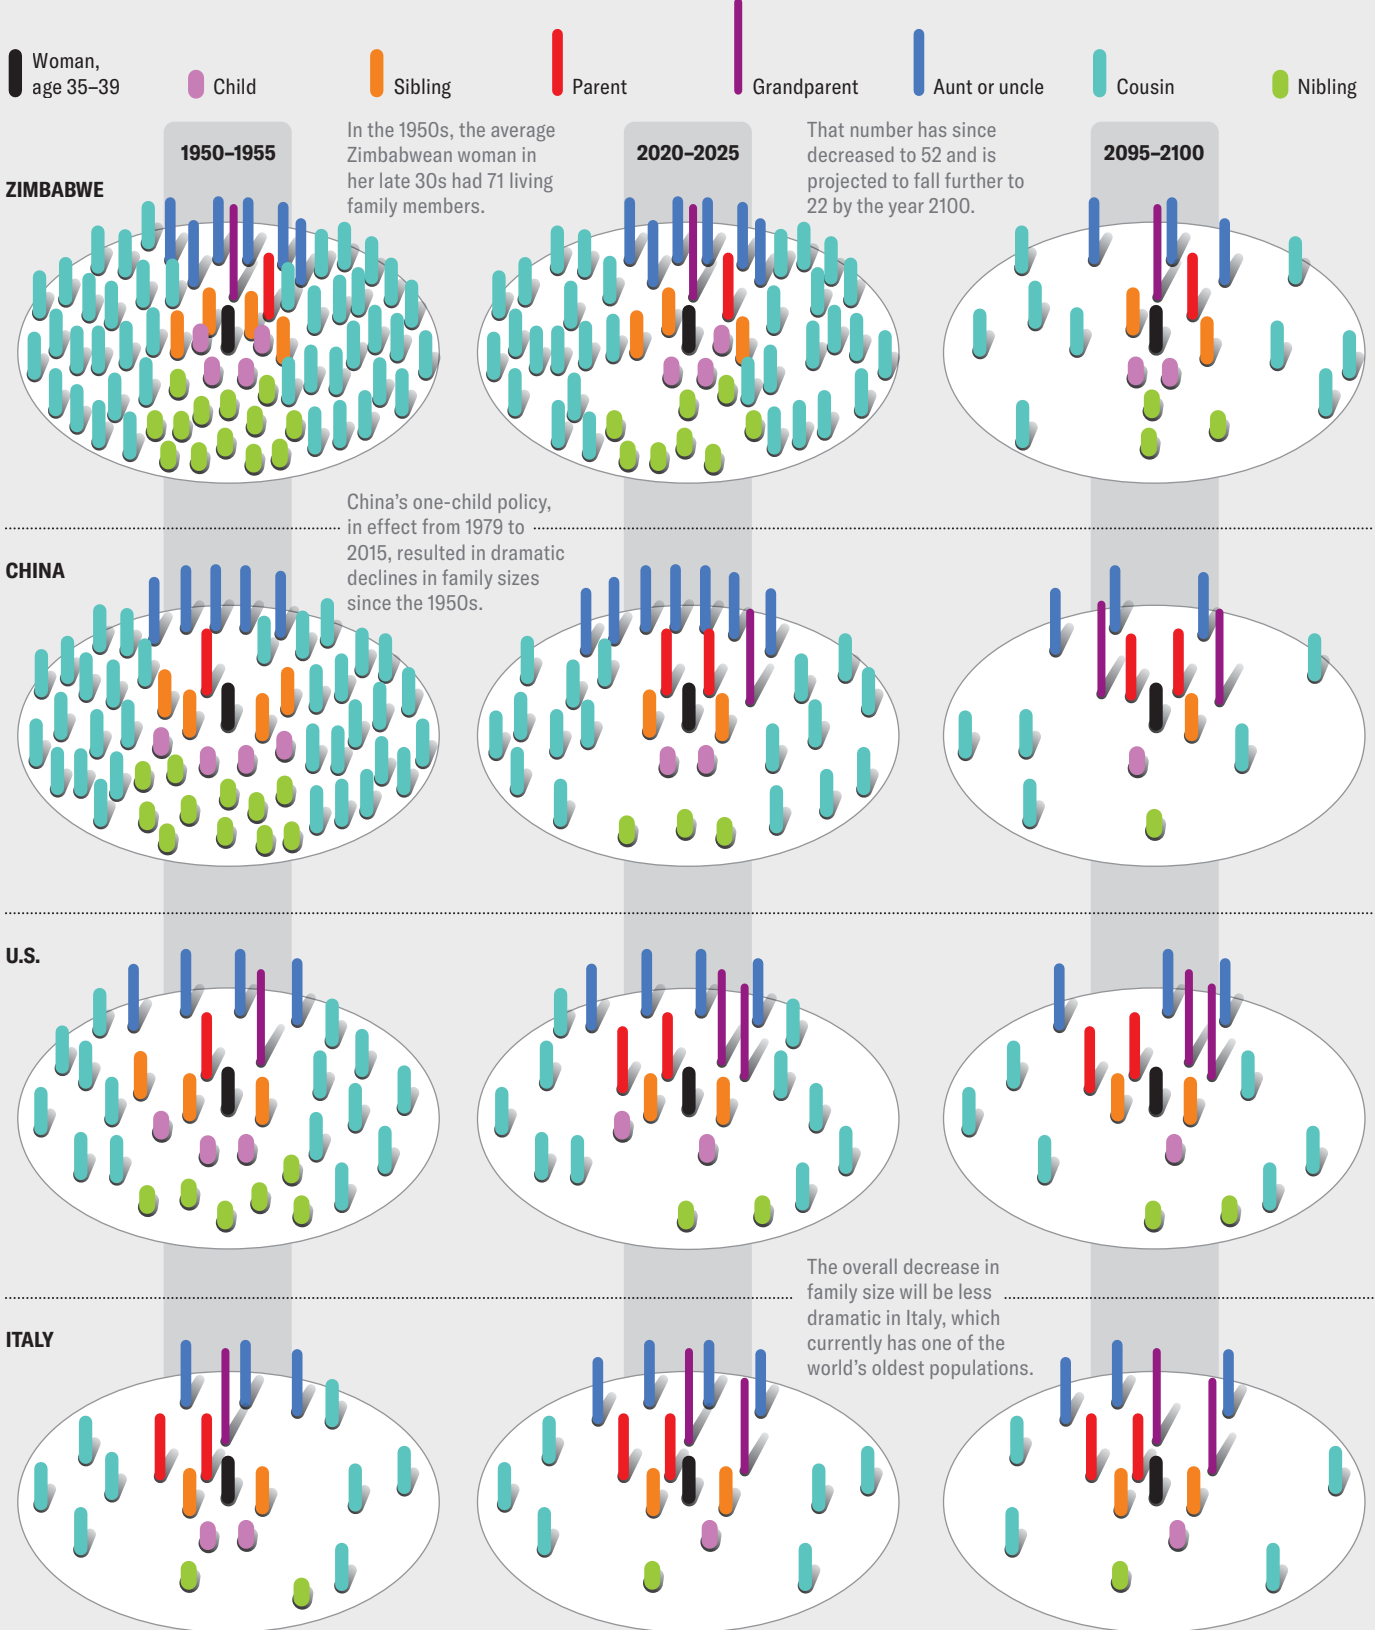 Woman,
age 35–39
Child
Sibling
Parent
Grandparent
Aunt or uncle
Cousin
Nibling
1950–1955
In the 1950s, the average
Zimbabwean woman in
her late 30s had 71 living
family members.
2020–2025
That number has since
decreased to 52 and is
projected to fall further to
22 by the year 2100.
2095–2100
ZIMBABWE
China’s one-child policy,
in effect from 1979 to
2015, resulted in dramatic
declines in family sizes
since the 1950s.
CHINA
U.S.
The overall decrease in
family size will be less
dramatic in Italy, which
currently has one of the
world’s oldest populations.
ITALY